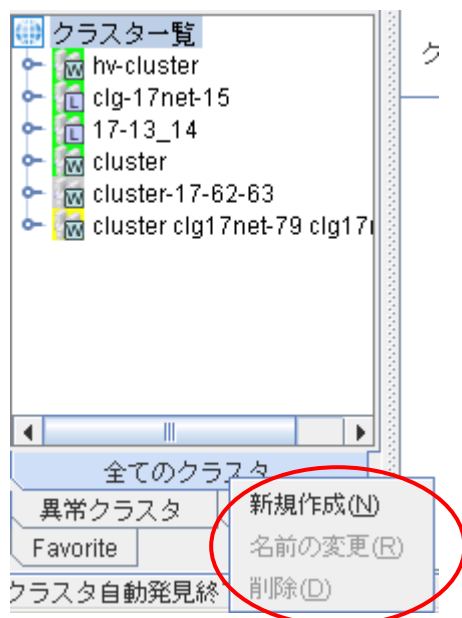 クラスター覧
hv-cluster
clg-17net-15
17-13_14
cluster
cluster-17-62-63
cluster clg17net-79 clg17
ク
全てのクラスタ
異常クラスタ
Favorite
新規作成(N)
名前の変更(R)
削除(D)
クラスタ自動発見終